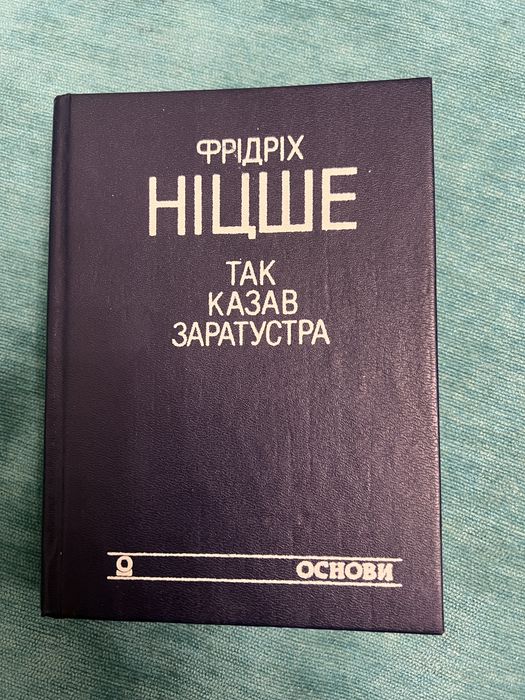 ФРІДРІХ
НІЦШЕ
ТАК
КАЗАВ
ЗАРАТУСТРА
О ОСНОВИ